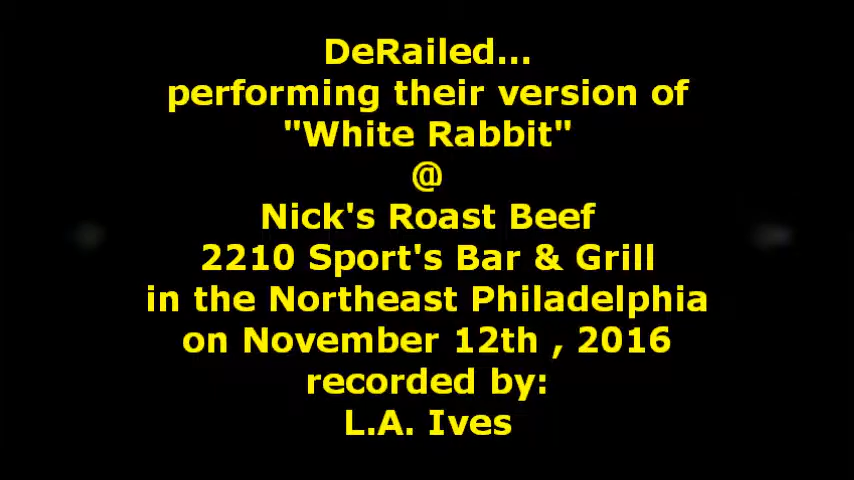 DeRailed...
performing their version of
"White Rabbit"
@
Nick's Roast Beef
2210 Sport's Bar & Grill
in the Northeast Philadelphia
on November 12th , 2016
recorded by:
L.A. Ives